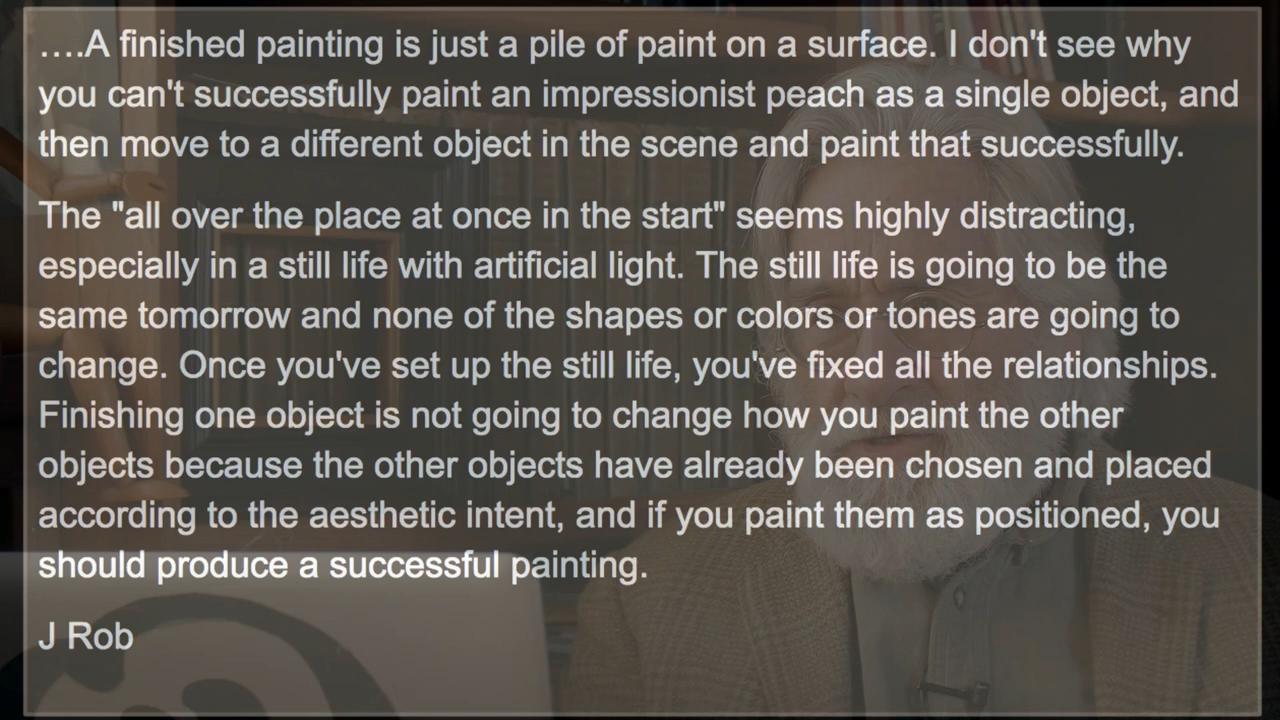 ....A finished painting is just a pile of paint on a surface. I don't see why
you can't successfully paint an impressionist peach as a single object, and
then move to a different object in the scene and paint that successfully.
The "all over the place at once in the start" seems highly distracting,
especially in a still life with artificial light. The still life is going to be the
same tomorrow and none of the shapes or colors or tones are going to
change. Once you've set up the still life, you've fixed all the relationships.
Finishing one object is not going to change how you paint the other
objects because the other objects have already been chosen and placed
according to the aesthetic intent, and if you paint them as positioned, you
should produce a successful painting.
J Rob